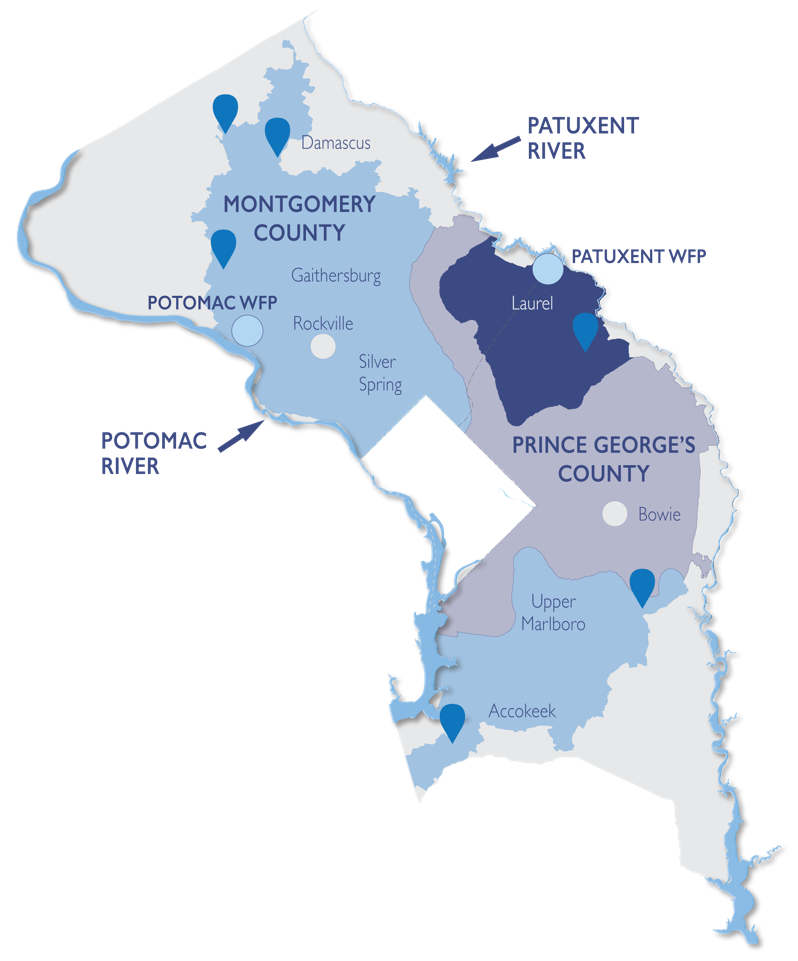 PATUXENT
RIVER
Damascus
MONTGOMERY
COUNTY
PATUXENT WFP
Gaithersburg
POTOMAC WFP
Laurel
Rockville
Silver
Spring
POTOMAC
RIVER
PRINCE GEORGE'S
COUNTY
Bowie
Upper
Marlboro
Accokeek